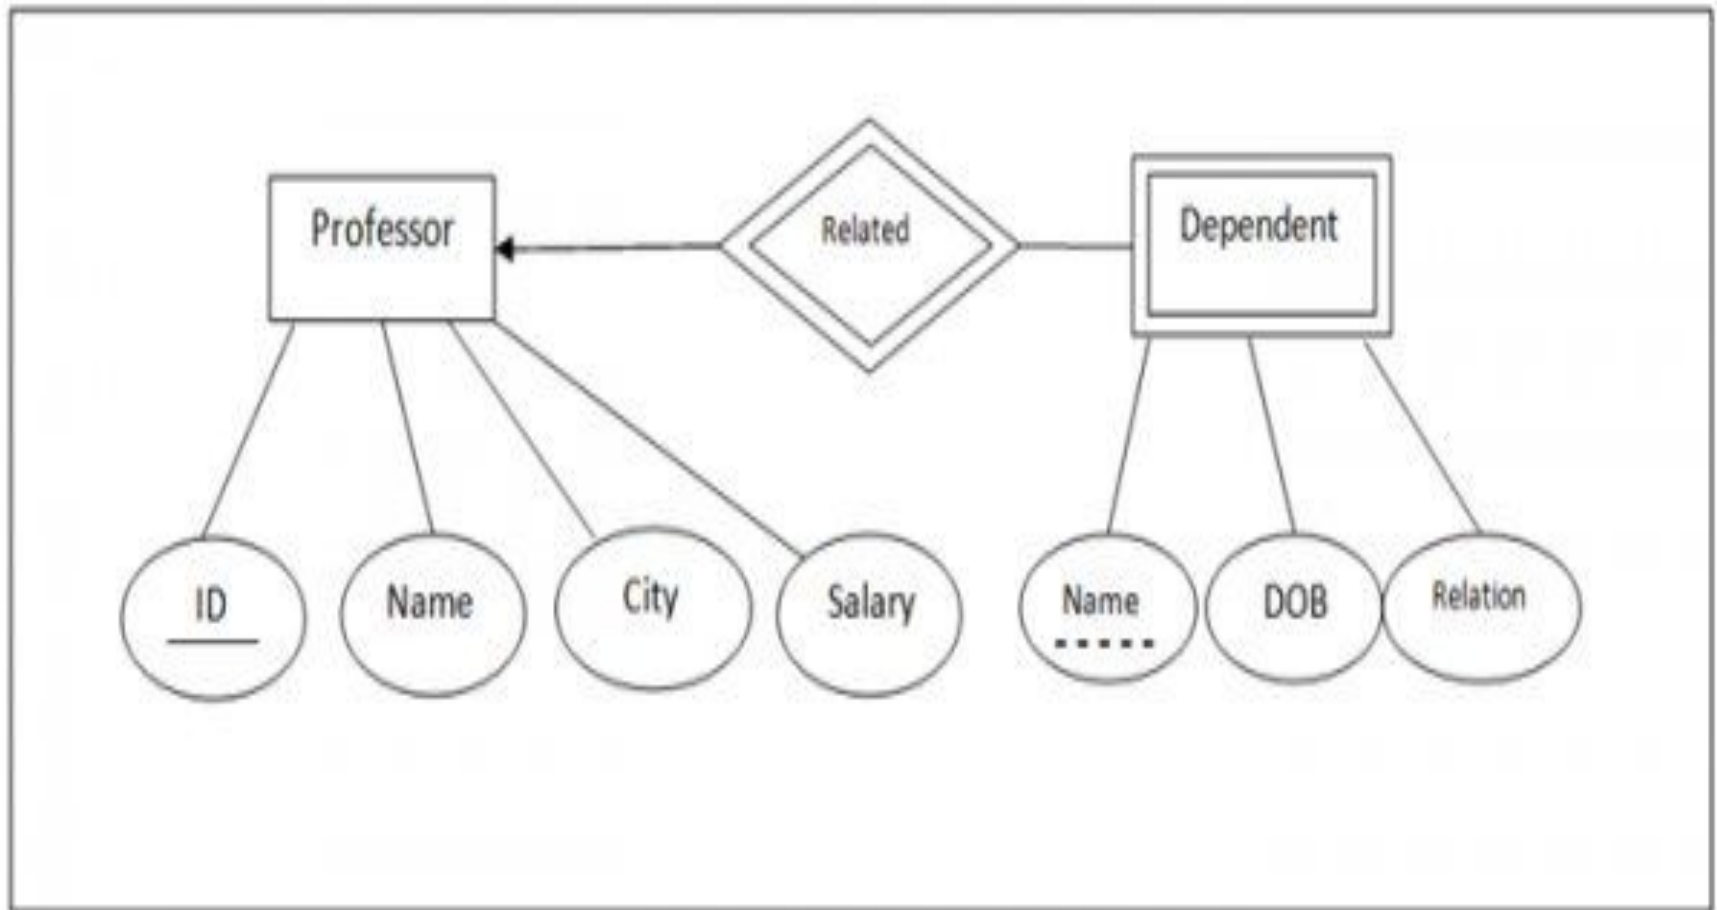 Professor
Related
Dependent
ID
Name
City
Salary
Name
DOB
Relation